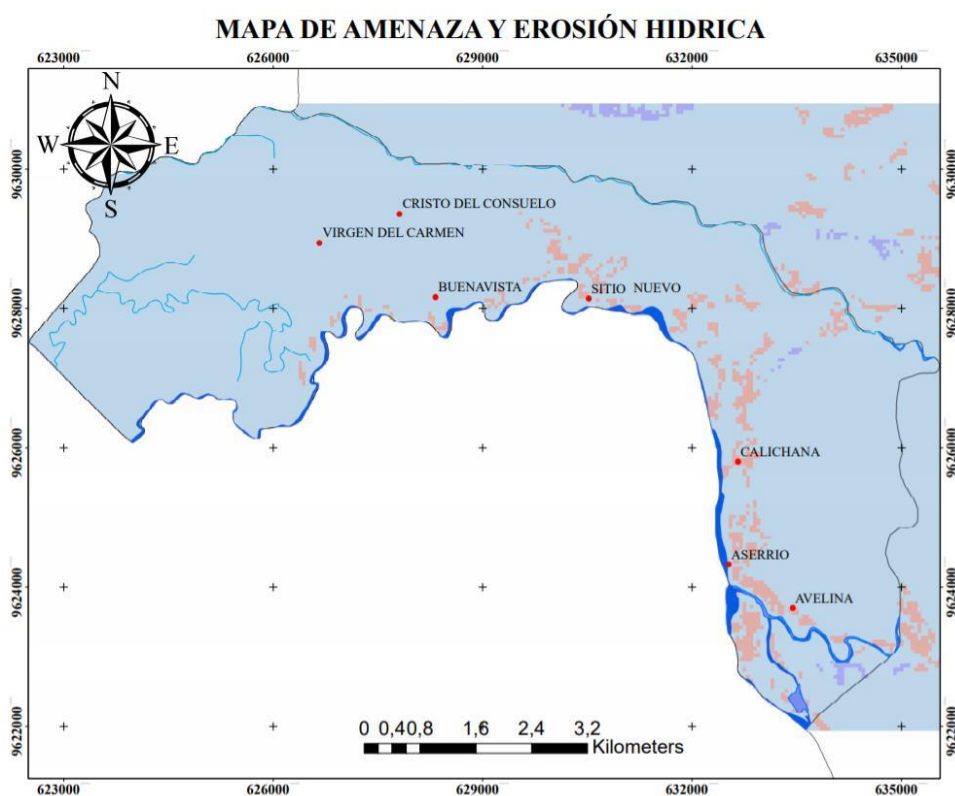 MAPA DE AMENAZA Y EROSIÓN HIDRICA
623000 626000 629000 632000 635000
N
W E
S
9630000 9630000
CRISTO DEL CONSUELO
VIRGEN DEL CARMEN
BUENAVISTA
SITIO NUEVO
9628000 9628000
9626000 9626000
CALICHANA
ASERRIO
9624000 9624000
AVELINA
9622000 9622000
0 0,40,8 1,6 2,4 3,2
Kilometers
623000 626000 629000 632000 635000